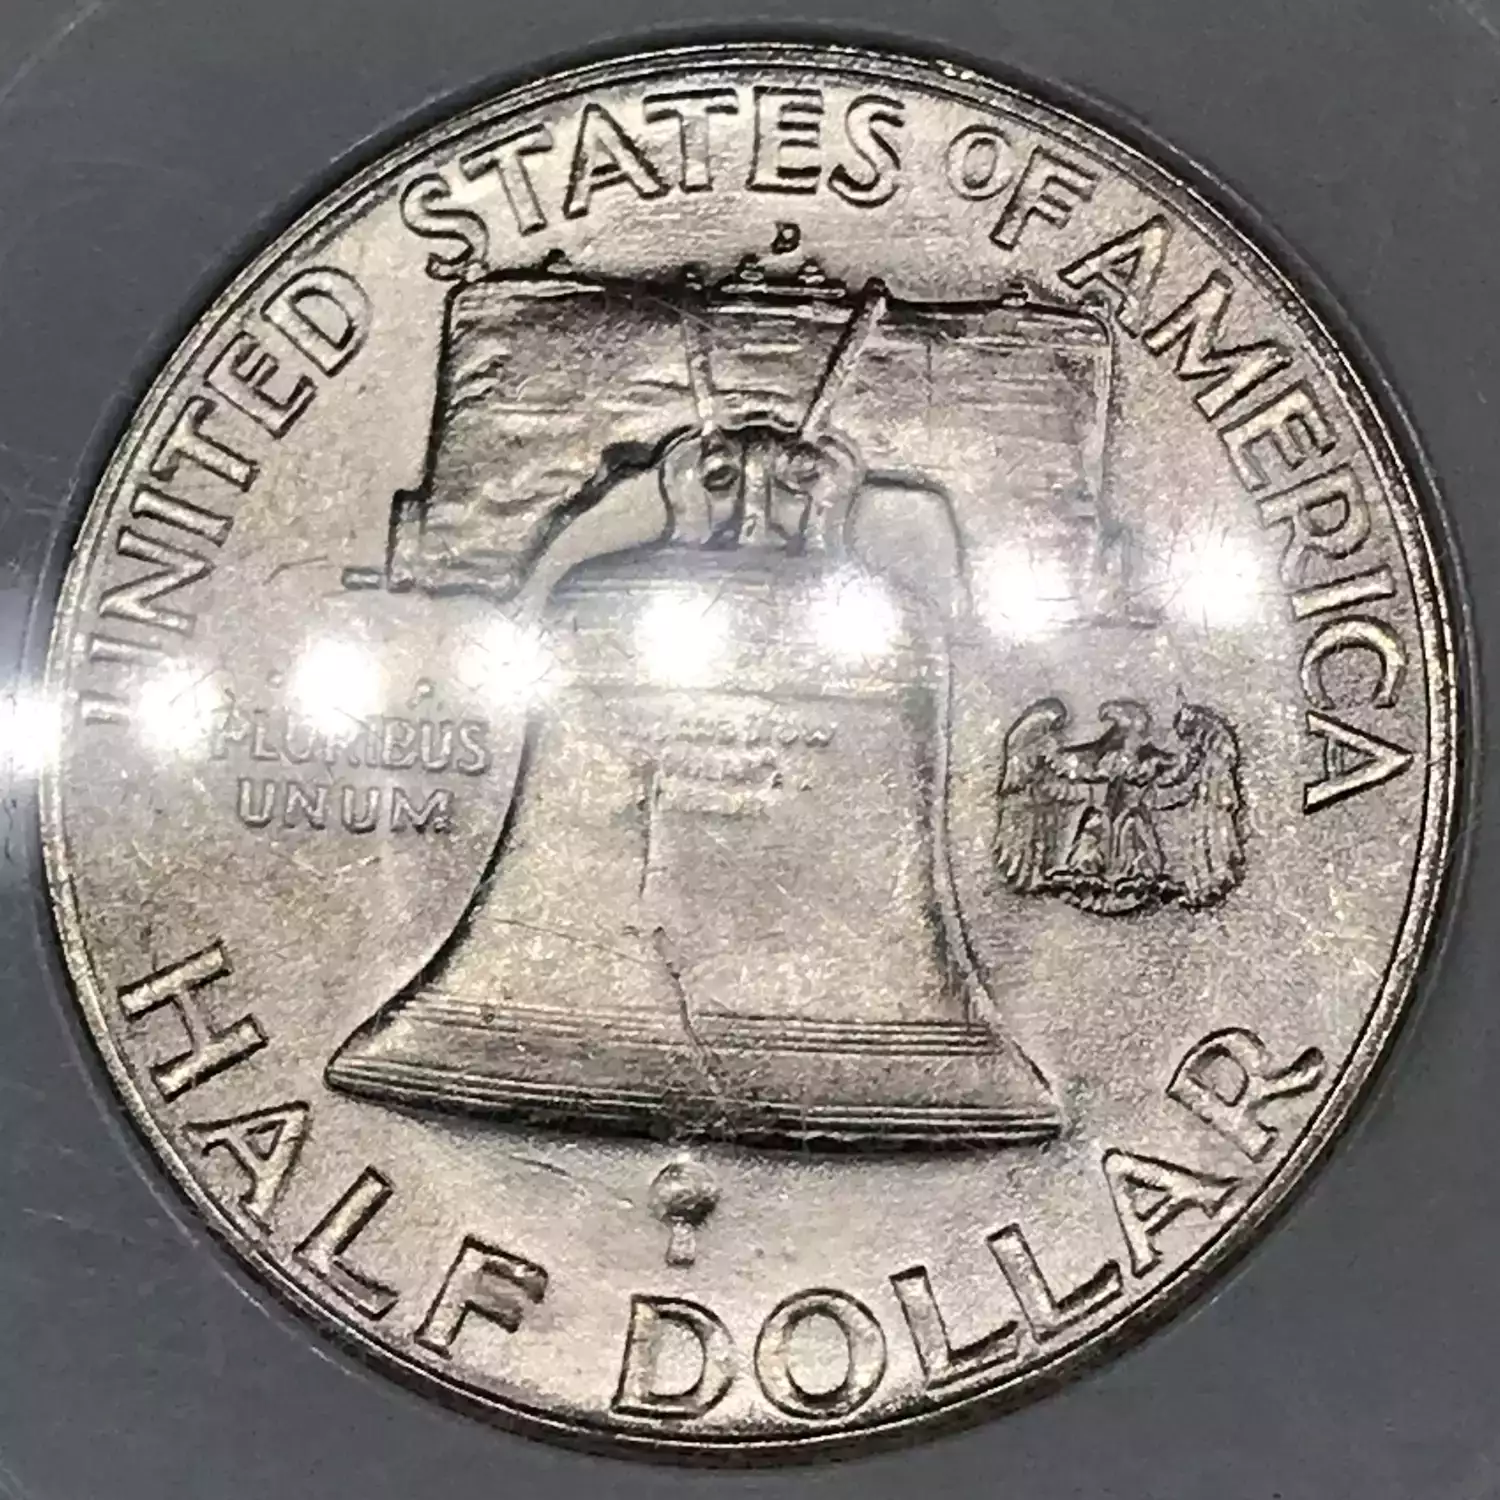 UNITED STATES OF AMERICA
D
PLURIBUS
UNUM
HALF DOLLAR